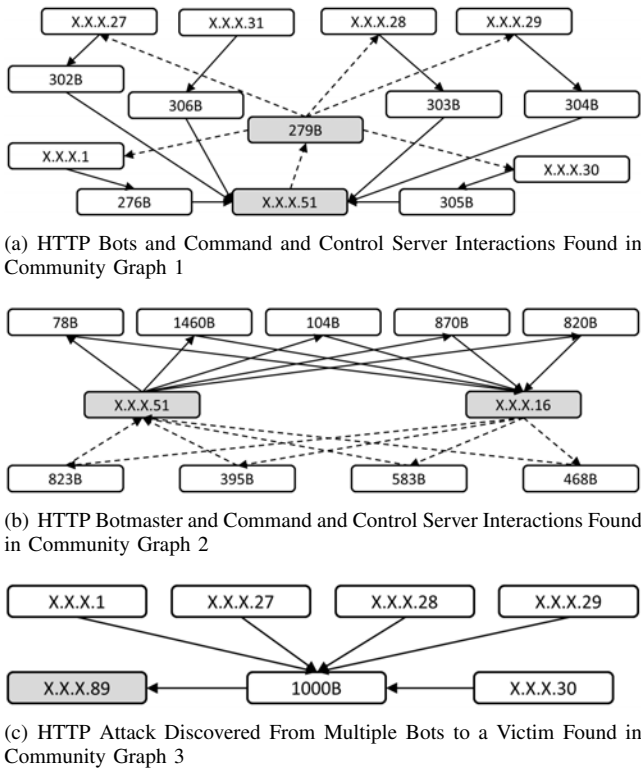 X.X.X.27
X.X.X.31
X.X.X.28
X.X.X.29
302B
306B
303B
304B
279B
X.X.X.1
X.X.X.30
276B
X.X.X.51
305B
(a) HTTP Bots and Command and Control Server Interactions Found in
Community Graph 1
78B
1460B
104B
870B
820B
X.X.X.51
X.X.X.16
823B
395B
583B
468B
(b) HTTP Botmaster and Command and Control Server Interactions Found
in Community Graph 2
X.X.X.1
X.X.X.27
X.X.X.28
X.X.X.29
X.X.X.89
1000B
X.X.X.30
(c) HTTP Attack Discovered From Multiple Bots to a Victim Found in
Community Graph 3